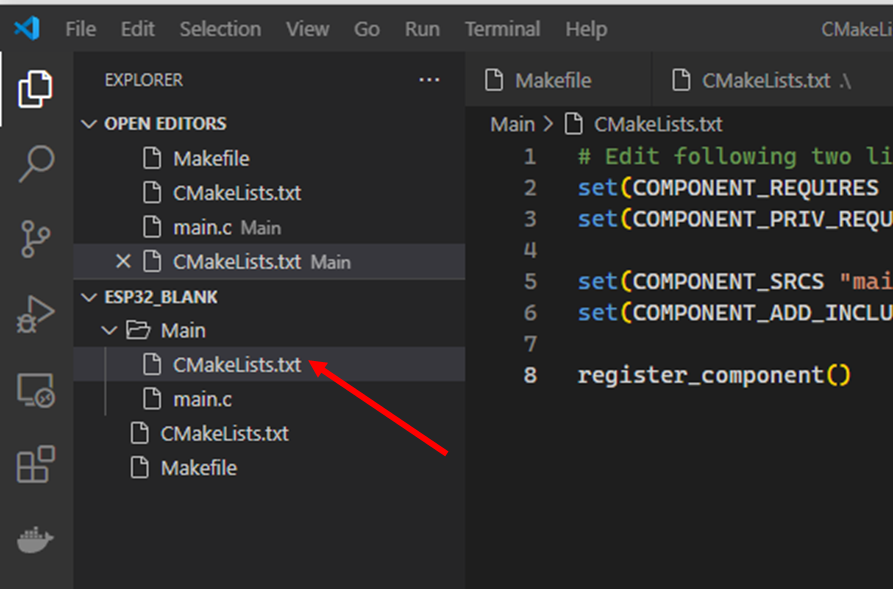 File Edit Selection View Go Run Terminal Help CMakeLi
EXPLORER
OPEN EDITORS
Makefile
CMakeLists.txt
main.c Main
CMakeLists.txt Main
ESP32_BLANK
Main
CMakeLists.txt
main.c
CMakeLists.txt
Makefile
Makefile CMakeLists.txt .\
Main > CMakeLists.txt
1 # Edit following two li
2 set(COMPONENT_REQUIRES
3 set(COMPONENT_PRIV_REQU
4
5 set(COMPONENT_SRCS "mai
6 set(COMPONENT_ADD_INCLU
7
8 register_component()